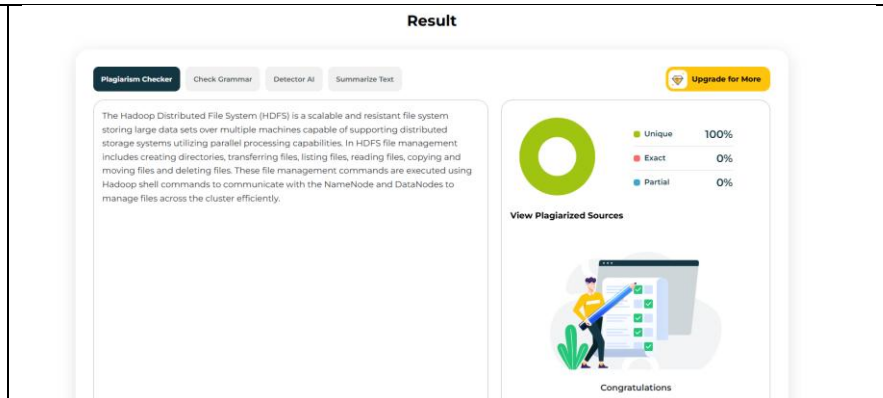 Result
Plagiarism Checker Check Grammar Detector AI Summarize Text Upgrade for More
The Hadoop Distributed File System (HDFS) is a scalable and resistant file system
storing large data sets over multiple machines capable of supporting distributed
storage systems utilizing parallel processing capabilities. In HDFS file management
includes creating directories, transferring files, listing files, reading files, copying and
moving files and deleting files. These file management commands are executed using
Hadoop shell commands to communicate with the NameNode and DataNodes to
manage files across the cluster efficiently.
Unique 100%
Exact 0%
Partial 0%
View Plagiarized Sources
Congratulations